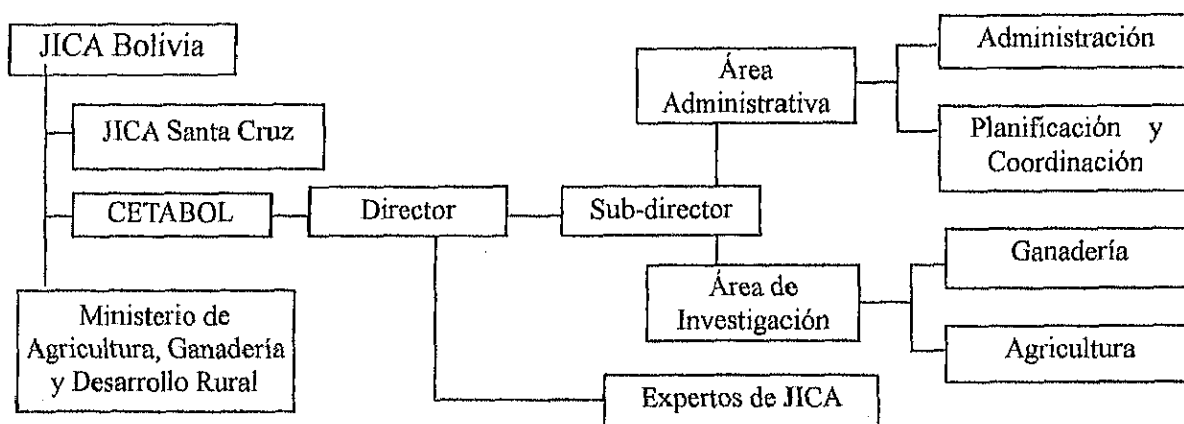 JICA Bolivia
JICA Santa Cruz
CETABOL
Ministerio de
Agricultura, Ganadería
y Desarrollo Rural
Director
Sub-director
Área
Administrativa
Administración
Planificación y
Coordinación
Área de
Investigación
Ganadería
Agricultura
Expertos de JICA